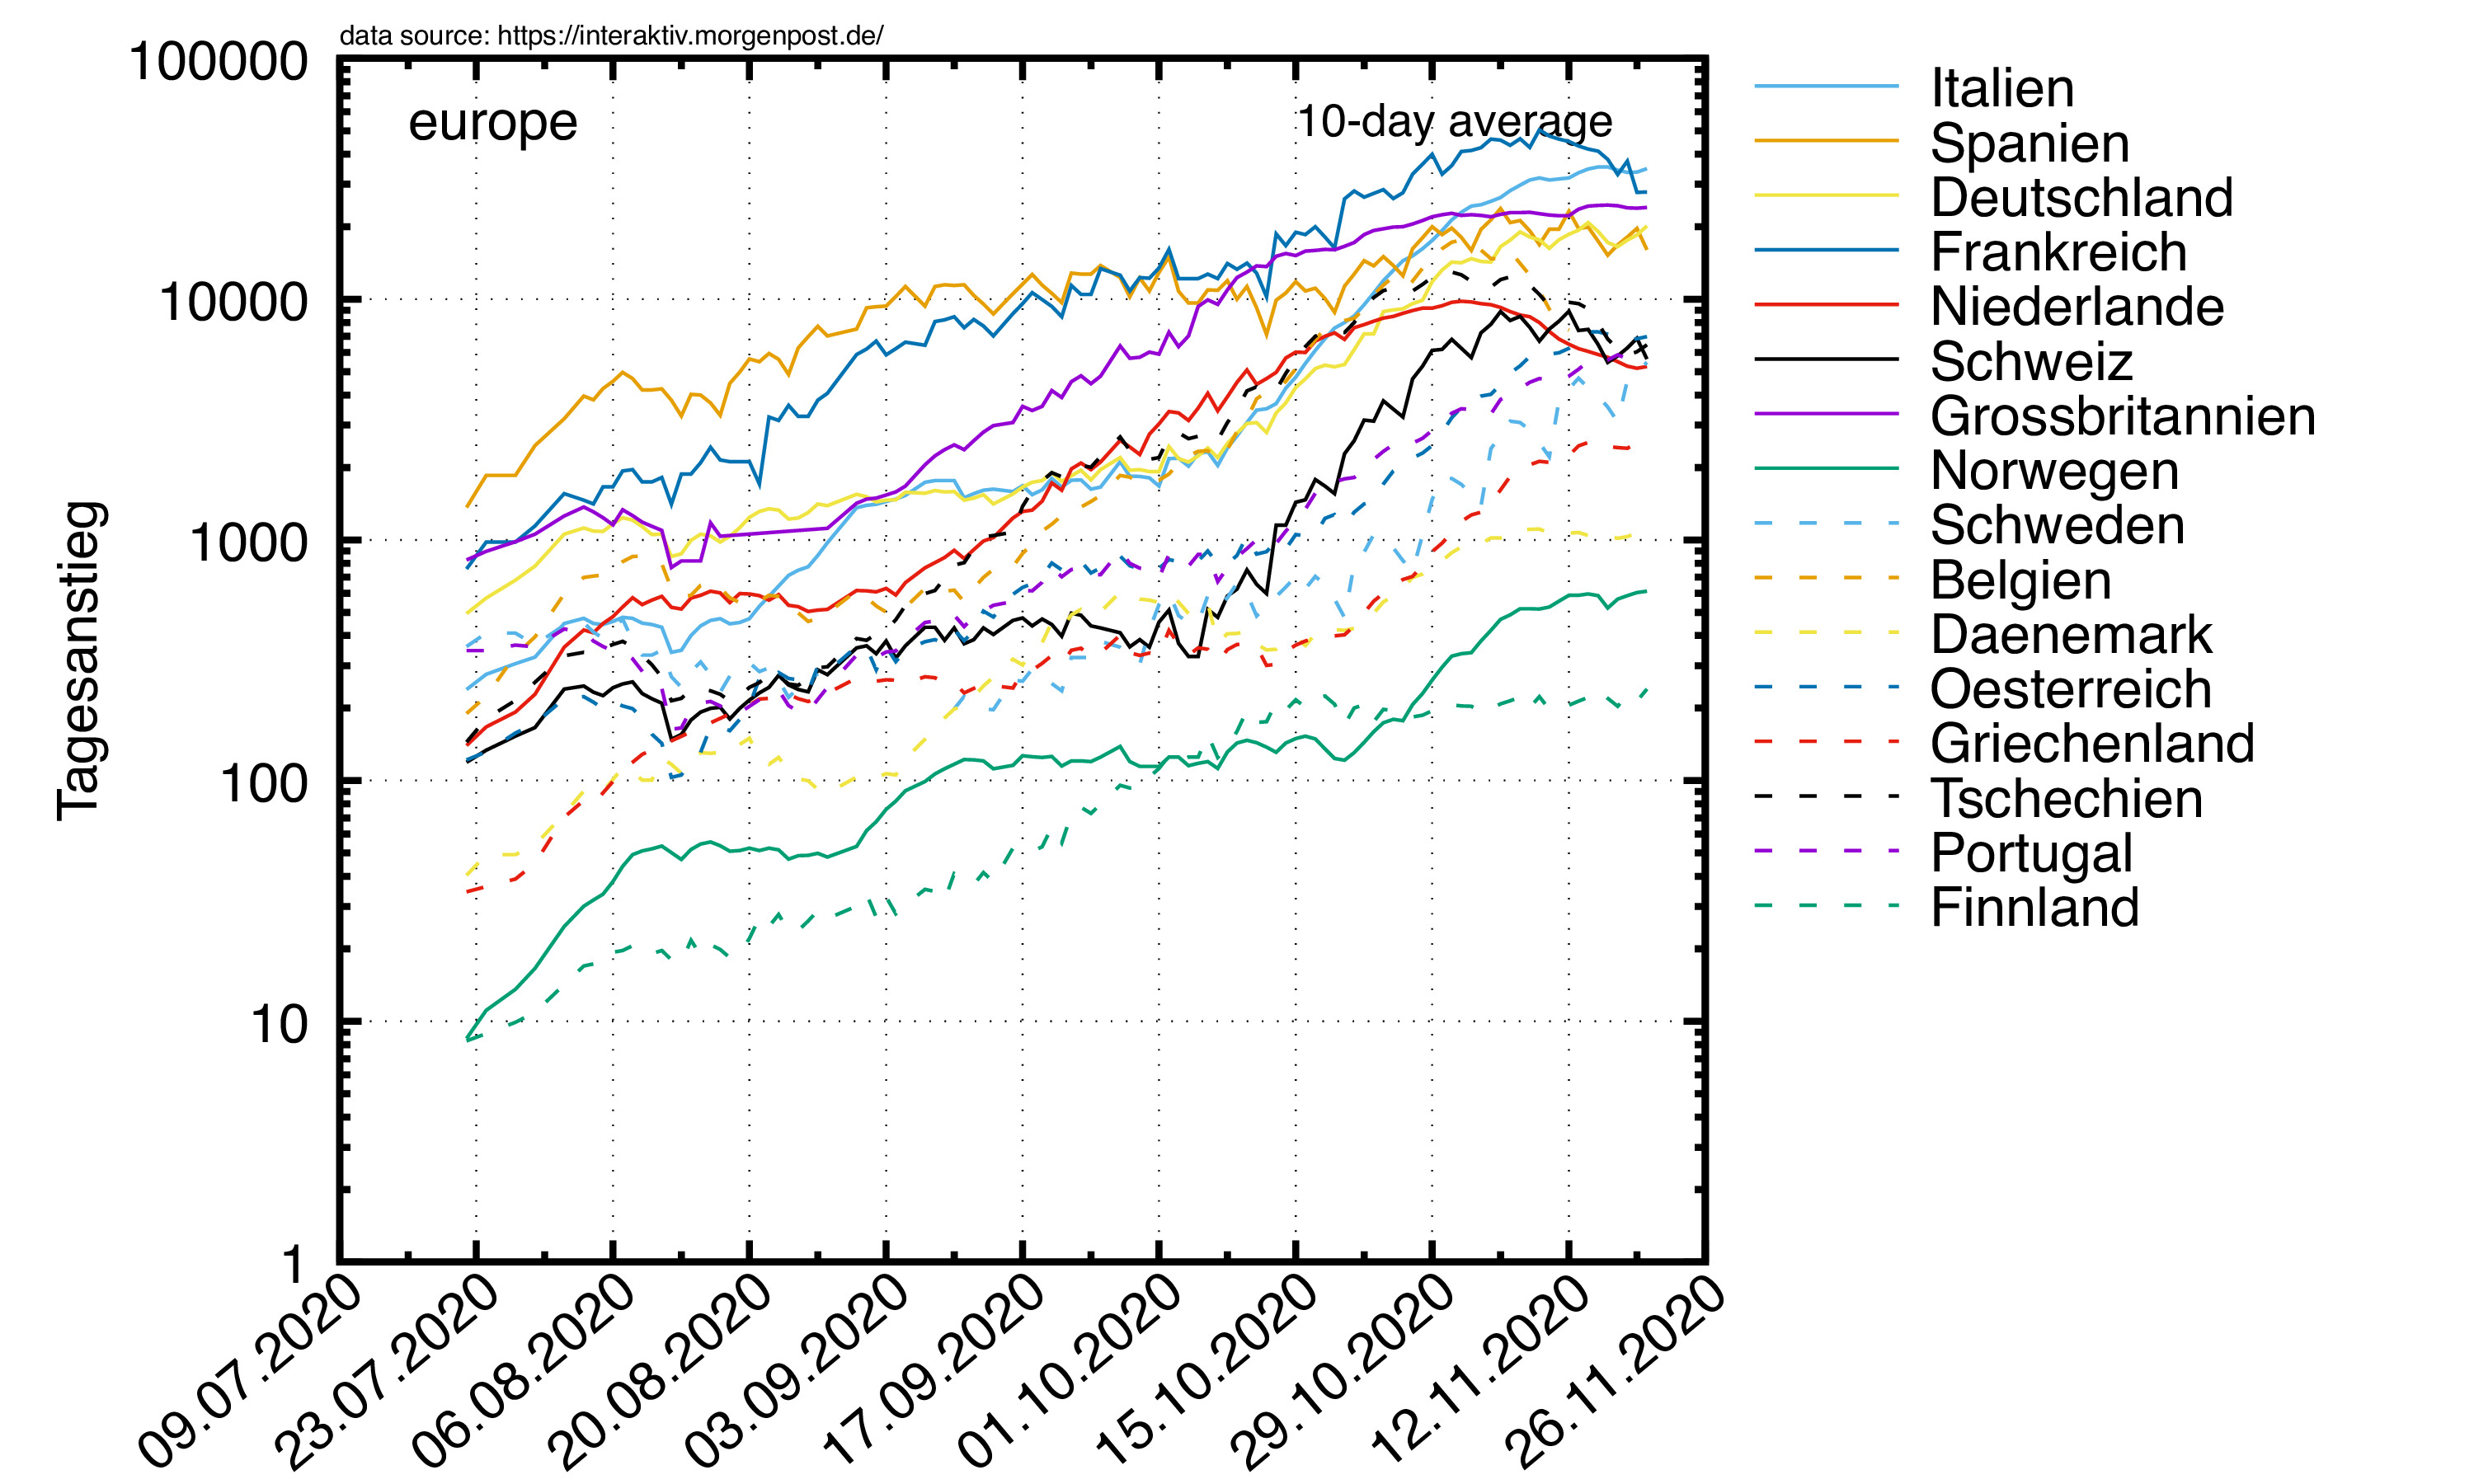 data source: https://interaktiv.morgenpost.de/
100000
10000
1000
100
10
1
Tagesanstieg
europe
10-day average
Italien
Spanien
Deutschland
Frankreich
Niederlande
Schweiz
Grossbritannien
Norwegen
Schweden
Belgien
Daenemark
Oesterreich
Griechenland
Tschechien
Portugal
Finnland
09.07.2020
23.07.2020
06.08.2020
20.08.2020
03.09.2020
17.09.2020
01.10.2020
15.10.2020
29.10.2020
12.11.2020
26.11.2020